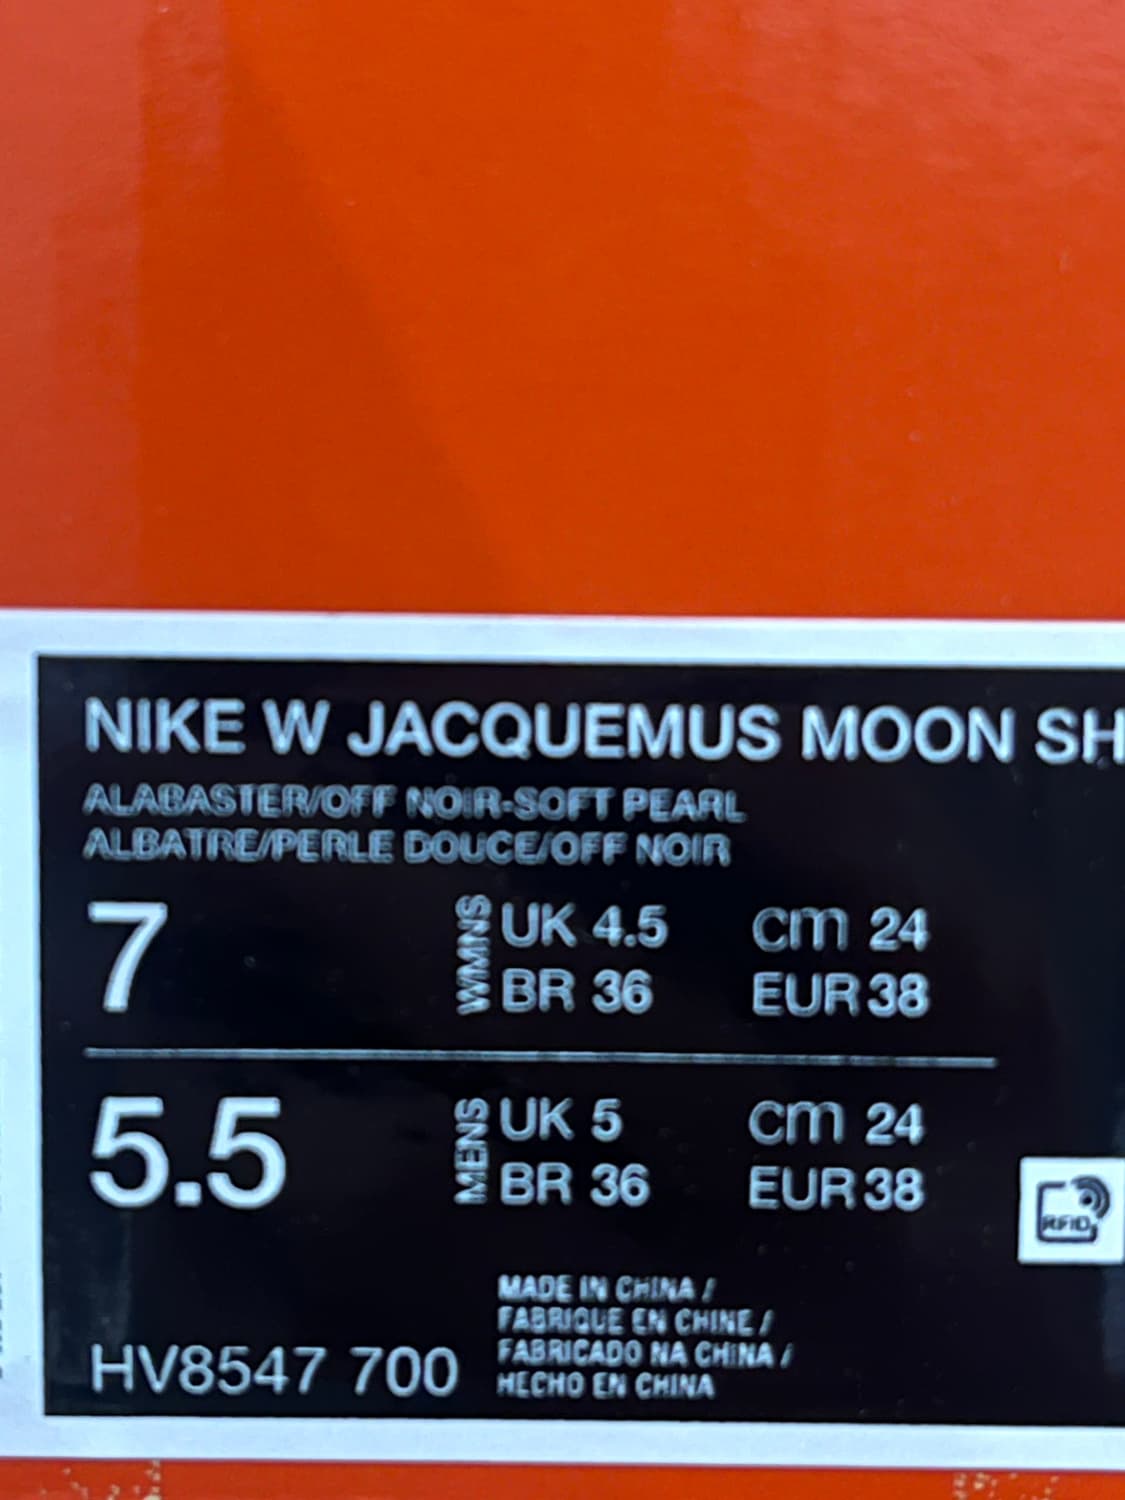 NIKE W JACQUEMUS MOON SH
ALABASTER/OFF NOIR-SOFT PEARL
ALBATRE/PERLE DOUCE/OFF NOIR
7 WMNS UK 4.5 cm 24
BR 36 EUR 38
5.5 MENS UK 5 cm 24
BR 36 EUR 38
RFID
MADE IN CHINA /
FABRIQUE EN CHINE /
FABRICADO NA CHINA /
HECHO EN CHINA
HV8547 700